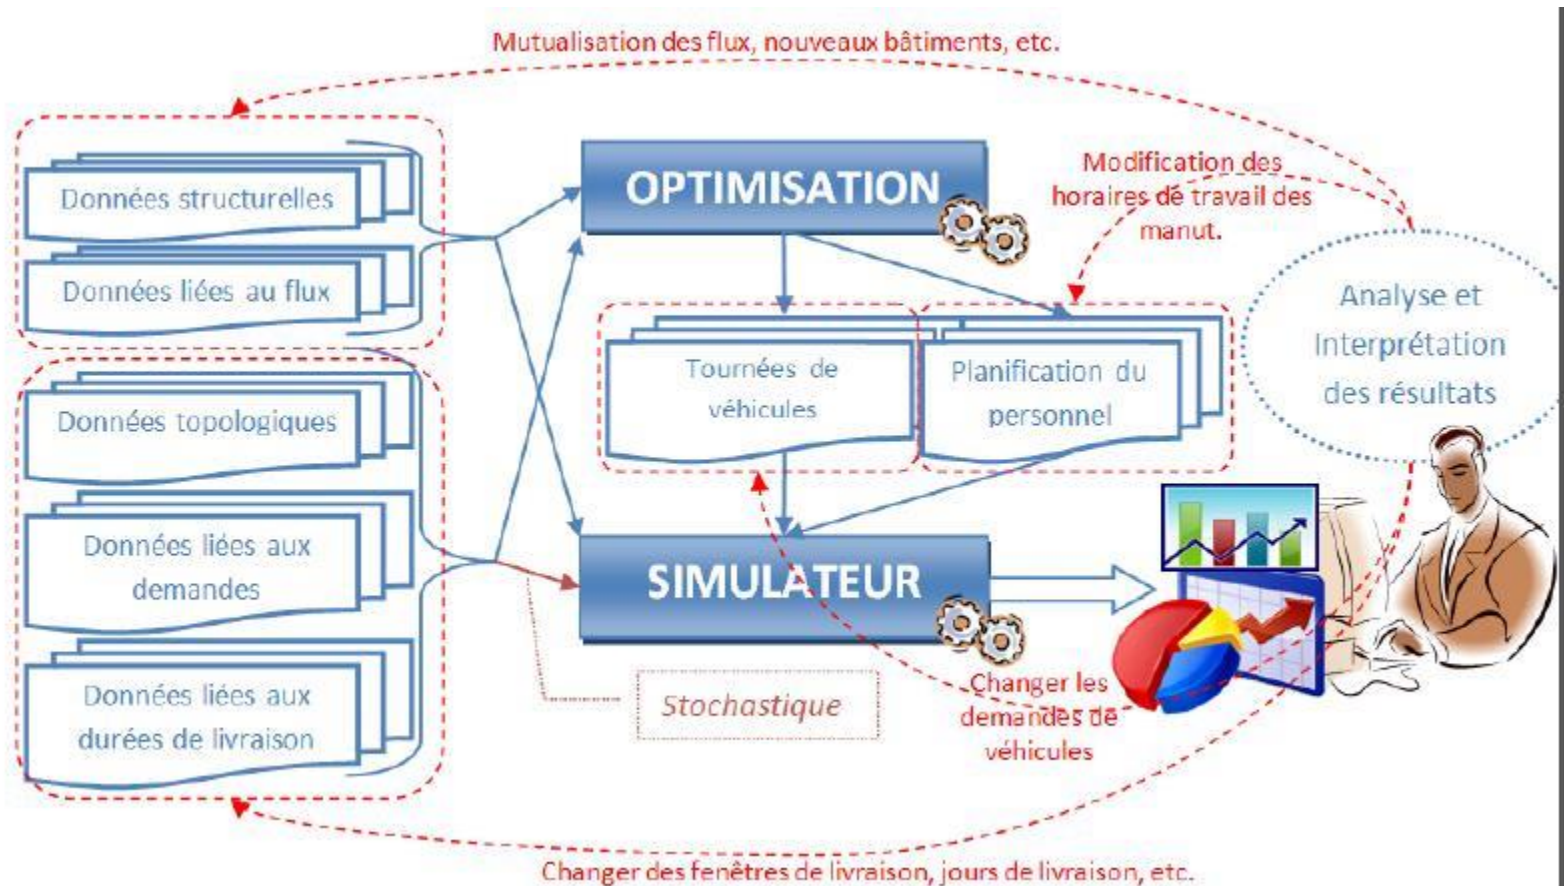 Mutualisation des flux, nouveaux bâtiments, etc.
Données structurelles
Données liées au flux
Données topologiques
Données liées aux
demandes
Données liées aux
durées de livraison
OPTIMISATION
Modification des
horaires de travail des
manut.
Tournées de
véhicules
Planification du
personnel
Analyse et
Interprétation
des résultats
SIMULATEUR
Stochastique
Changer les
demandes de
véhicules
Changer des fenêtres de livraison, jours de livraison, etc.